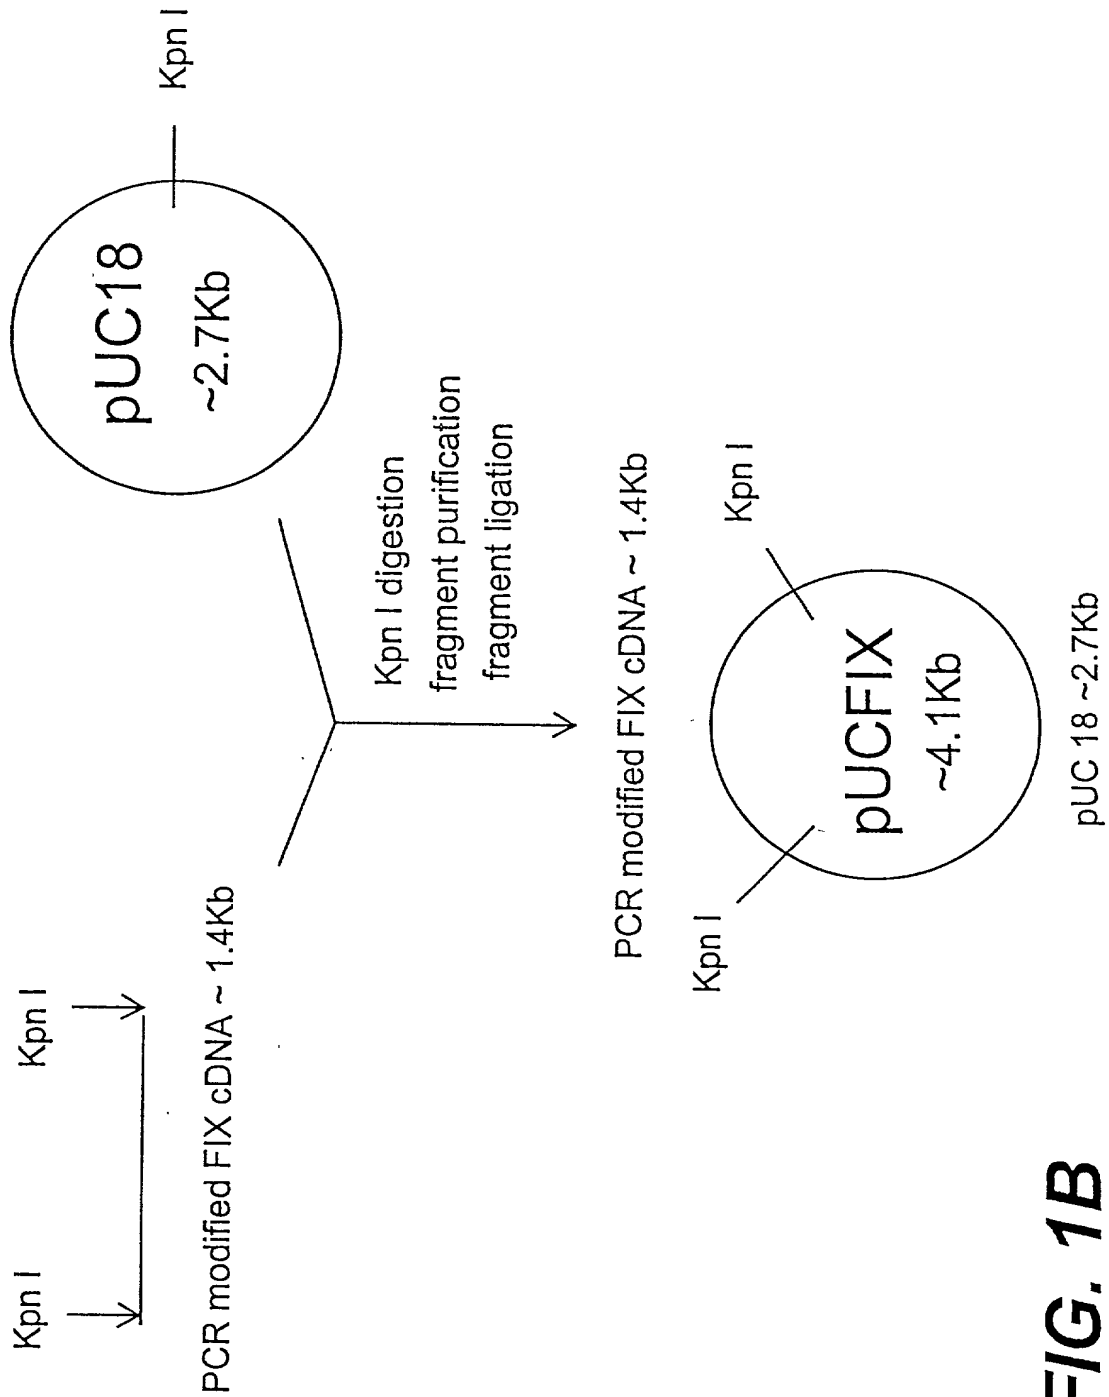 Kpn I
Kpn I
PCR modified FIX cDNA ~ 1.4Kb
pUC18
~2.7Kb
Kpn I
Kpn I digestion
fragment purification
fragment ligation
PCR modified FIX cDNA ~ 1.4Kb
Kpn I
Kpn I
pUCFIX
~4.1Kb
pUC 18 ~2.7Kb
FIG. 1B